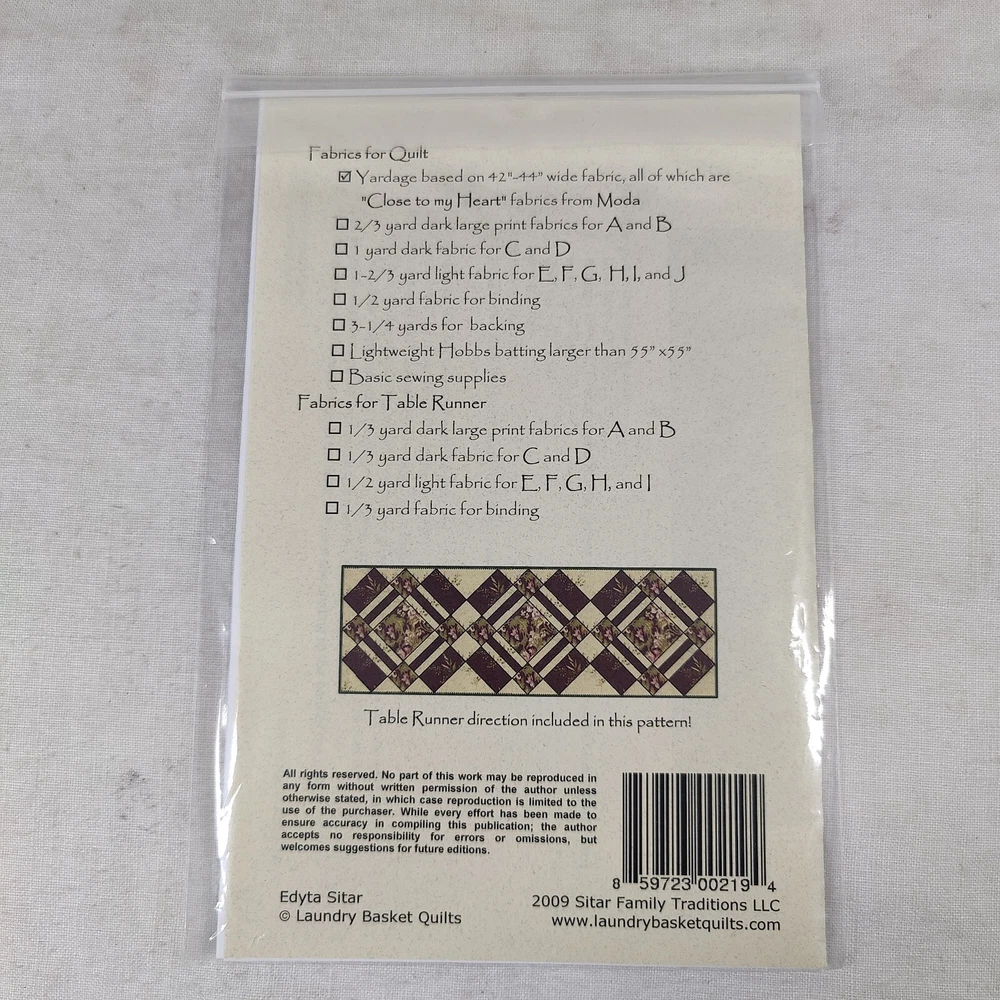 Fabrics for Quilt
☑ Yardage based on 42"-44" wide fabric, all of which are
"Close to my Heart" fabrics from Moda
☐ 2/3 yard dark large print fabrics for A and B
☐ 1 yard dark fabric for C and D
☐ 1-2/3 yard light fabric for E, F, G, H, I, and J
☐ 1/2 yard fabric for binding
☐ 3-1/4 yards for backing
☐ Lightweight Hobbs batting larger than 55" x55"
☐ Basic sewing supplies
Fabrics for Table Runner
☐ 1/3 yard dark large print fabrics for A and B
☐ 1/3 yard dark fabric for C and D
☐ 1/2 yard light fabric for E, F, G, H, and I
☐ 1/3 yard fabric for binding
Table Runner direction included in this pattern!
All rights reserved. No part of this work may be reproduced in
any form without written permission of the author unless
otherwise stated, in which case reproduction is limited to the
use of the purchaser. While every effort has been made to
ensure accuracy in compiling this publication; the author
accepts no responsibility for errors or omissions, but
welcomes suggestions for future editions.
8 59723 00219 4
Edyta Sitar
© Laundry Basket Quilts
2009 Sitar Family Traditions LLC
www.laundrybasketquilts.com